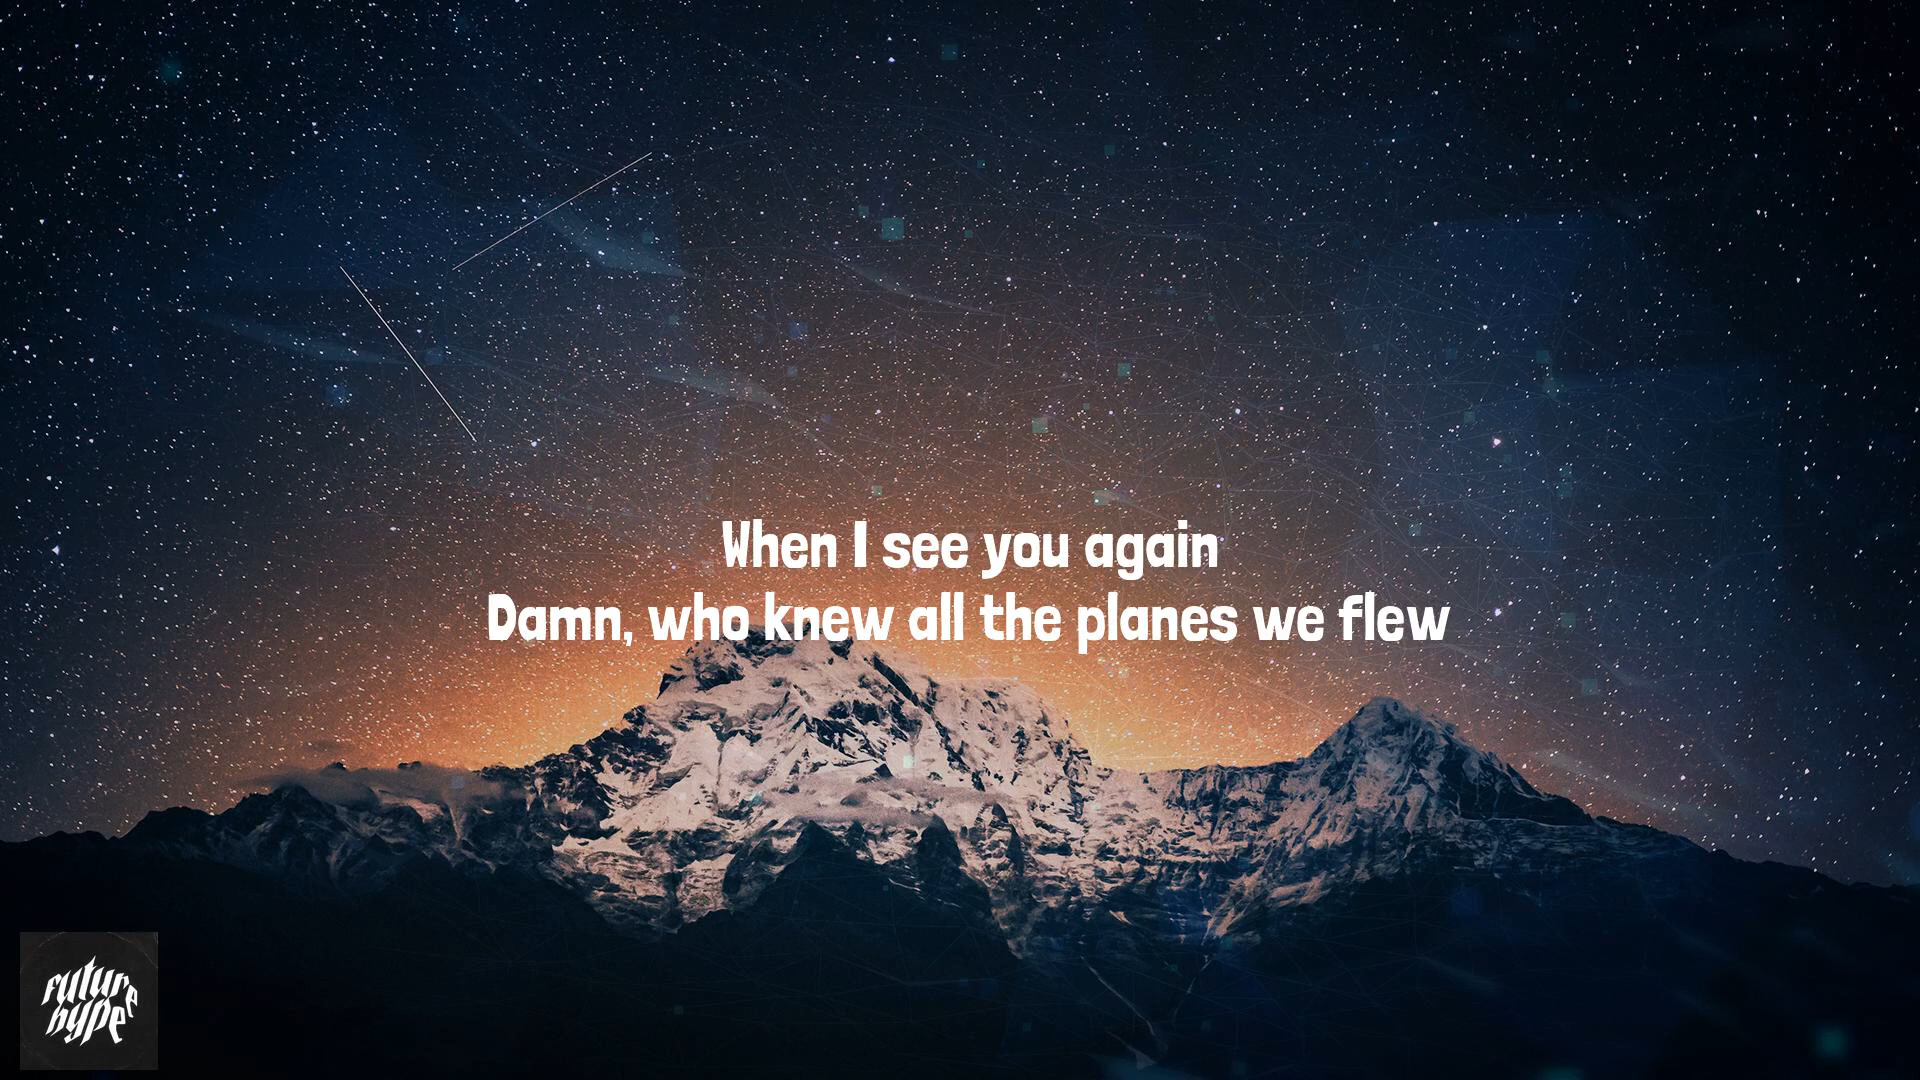 When I see you again
Damn, who knew all the planes we flew
future
hype